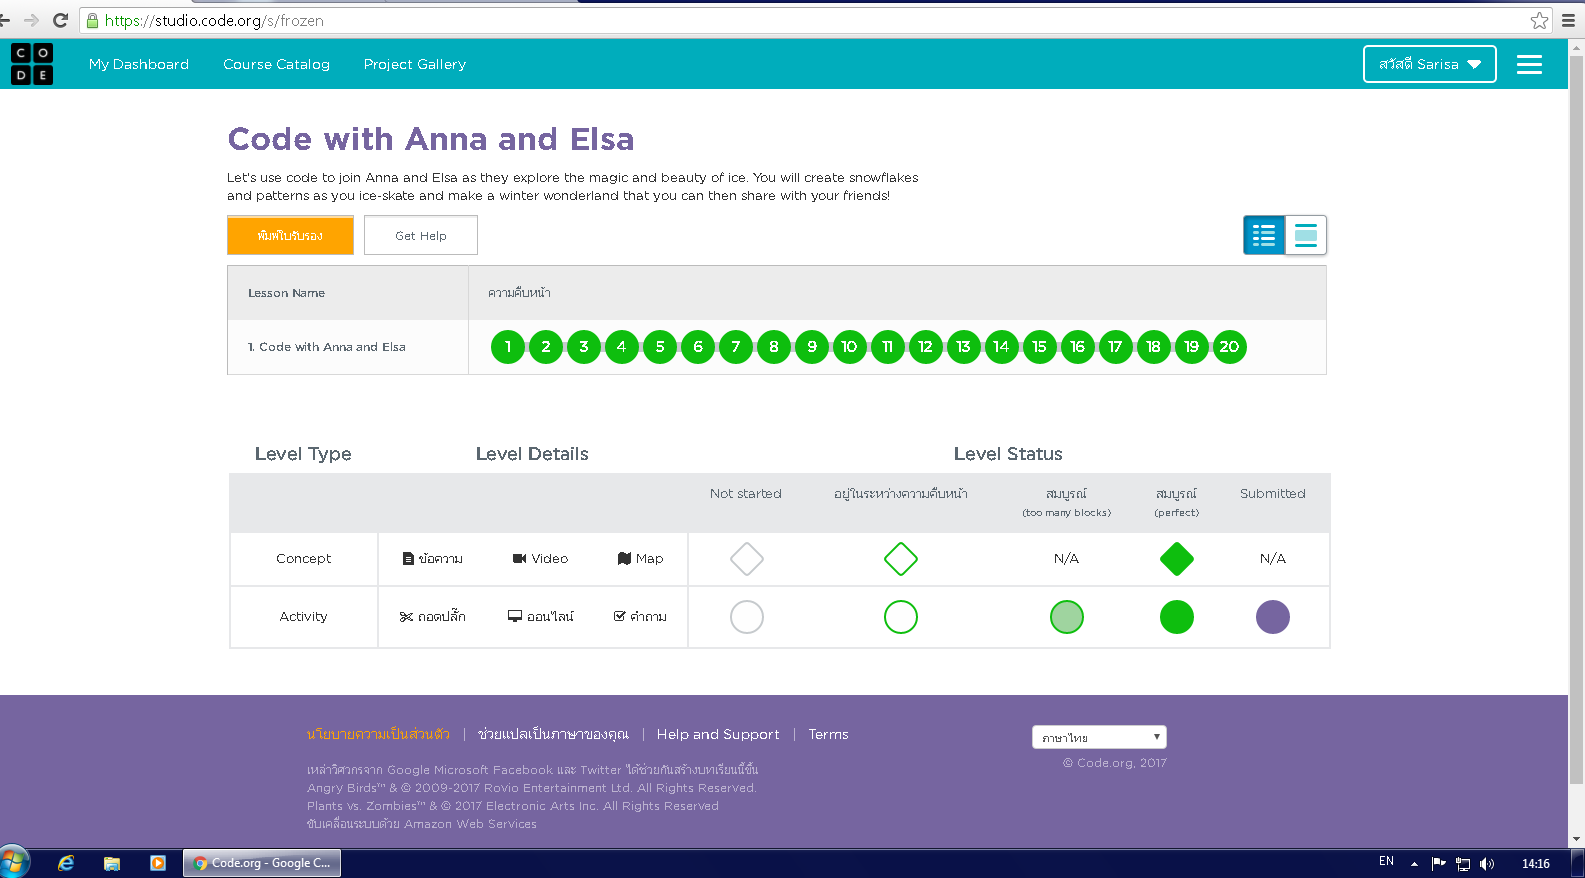 https://studio.code.org/s/frozen
CODE
My Dashboard Course Catalog Project Gallery สวัสดี Sarisa
Code with Anna and Elsa
Let's use code to join Anna and Elsa as they explore the magic and beauty of ice. You will create snowflakes
and patterns as you ice-skate and make a winter wonderland that you can then share with your friends!
พิมพ์ใบรับรอง Get Help
Lesson Name ความคืบหน้า
1. Code with Anna and Elsa 1 2 3 4 5 6 7 8 9 10 11 12 13 14 15 16 17 18 19 20
Level Type Level Details Level Status
Not started อยู่ในระหว่างความคืบหน้า สมบูรณ์ สมบูรณ์ Submitted
(too many blocks) (perfect)
Concept ข้อความ Video Map N/A N/A
Activity ถอดปลั๊ก ออนไลน์ คำถาม
นโยบายความเป็นส่วนตัว | ช่วยแปลเป็นภาษาของคุณ | Help and Support | Terms ภาษาไทย
© Code.org, 2017
เหล่าวิศวกรจาก Google Microsoft Facebook และ Twitter ได้ช่วยกันสร้างบทเรียนนี้ขึ้น
Angry Birds™ & © 2009-2017 Rovio Entertainment Ltd. All Rights Reserved.
Plants vs. Zombies™ & © 2017 Electronic Arts Inc. All Rights Reserved
ขับเคลื่อนระบบด้วย Amazon Web Services
Code.org - Google C... EN 14:16